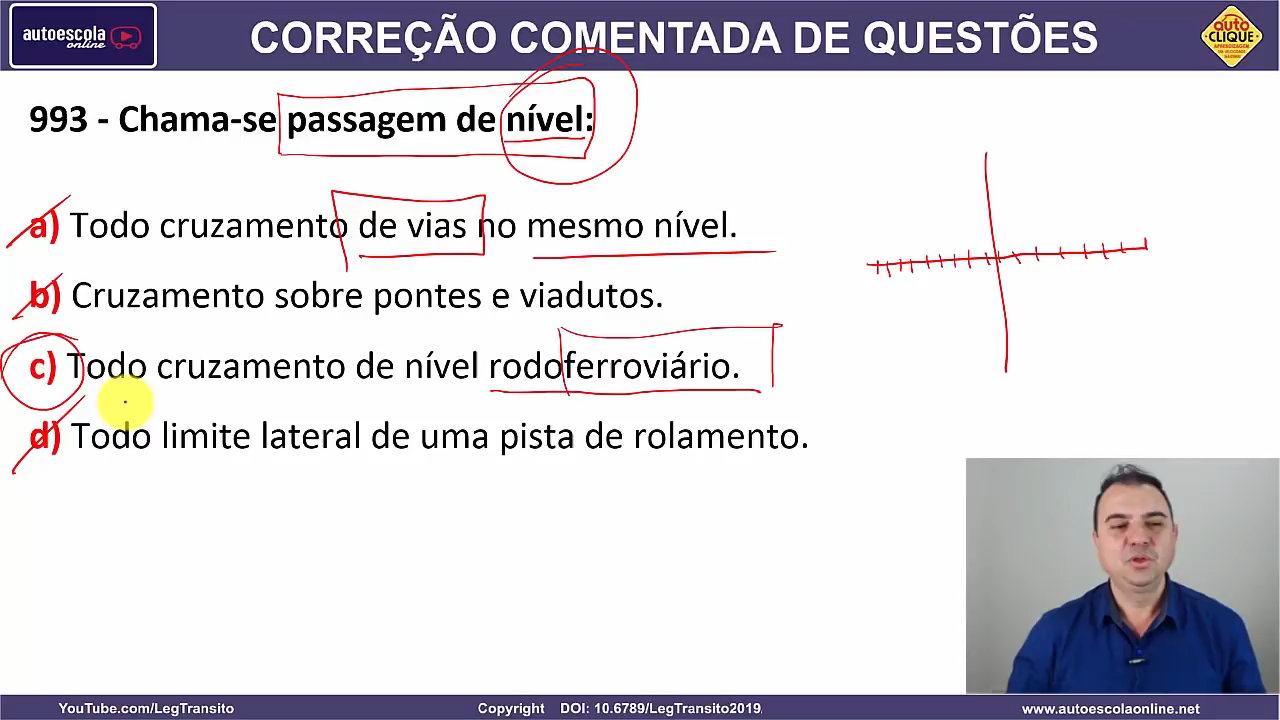 autoescola
online
CORREÇÃO COMENTADA DE QUESTÕES
auto
CLIQUE
993 - Chama-se passagem de nível:
a) Todo cruzamento de vias no mesmo nível.
b) Cruzamento sobre pontes e viadutos.
c) Todo cruzamento de nível rodoferroviário.
d) Todo limite lateral de uma pista de rolamento.
YouTube.com/LegTransito
Copyright DOI: 10.6789/LegTransito2019
www.autoescolaonline.net